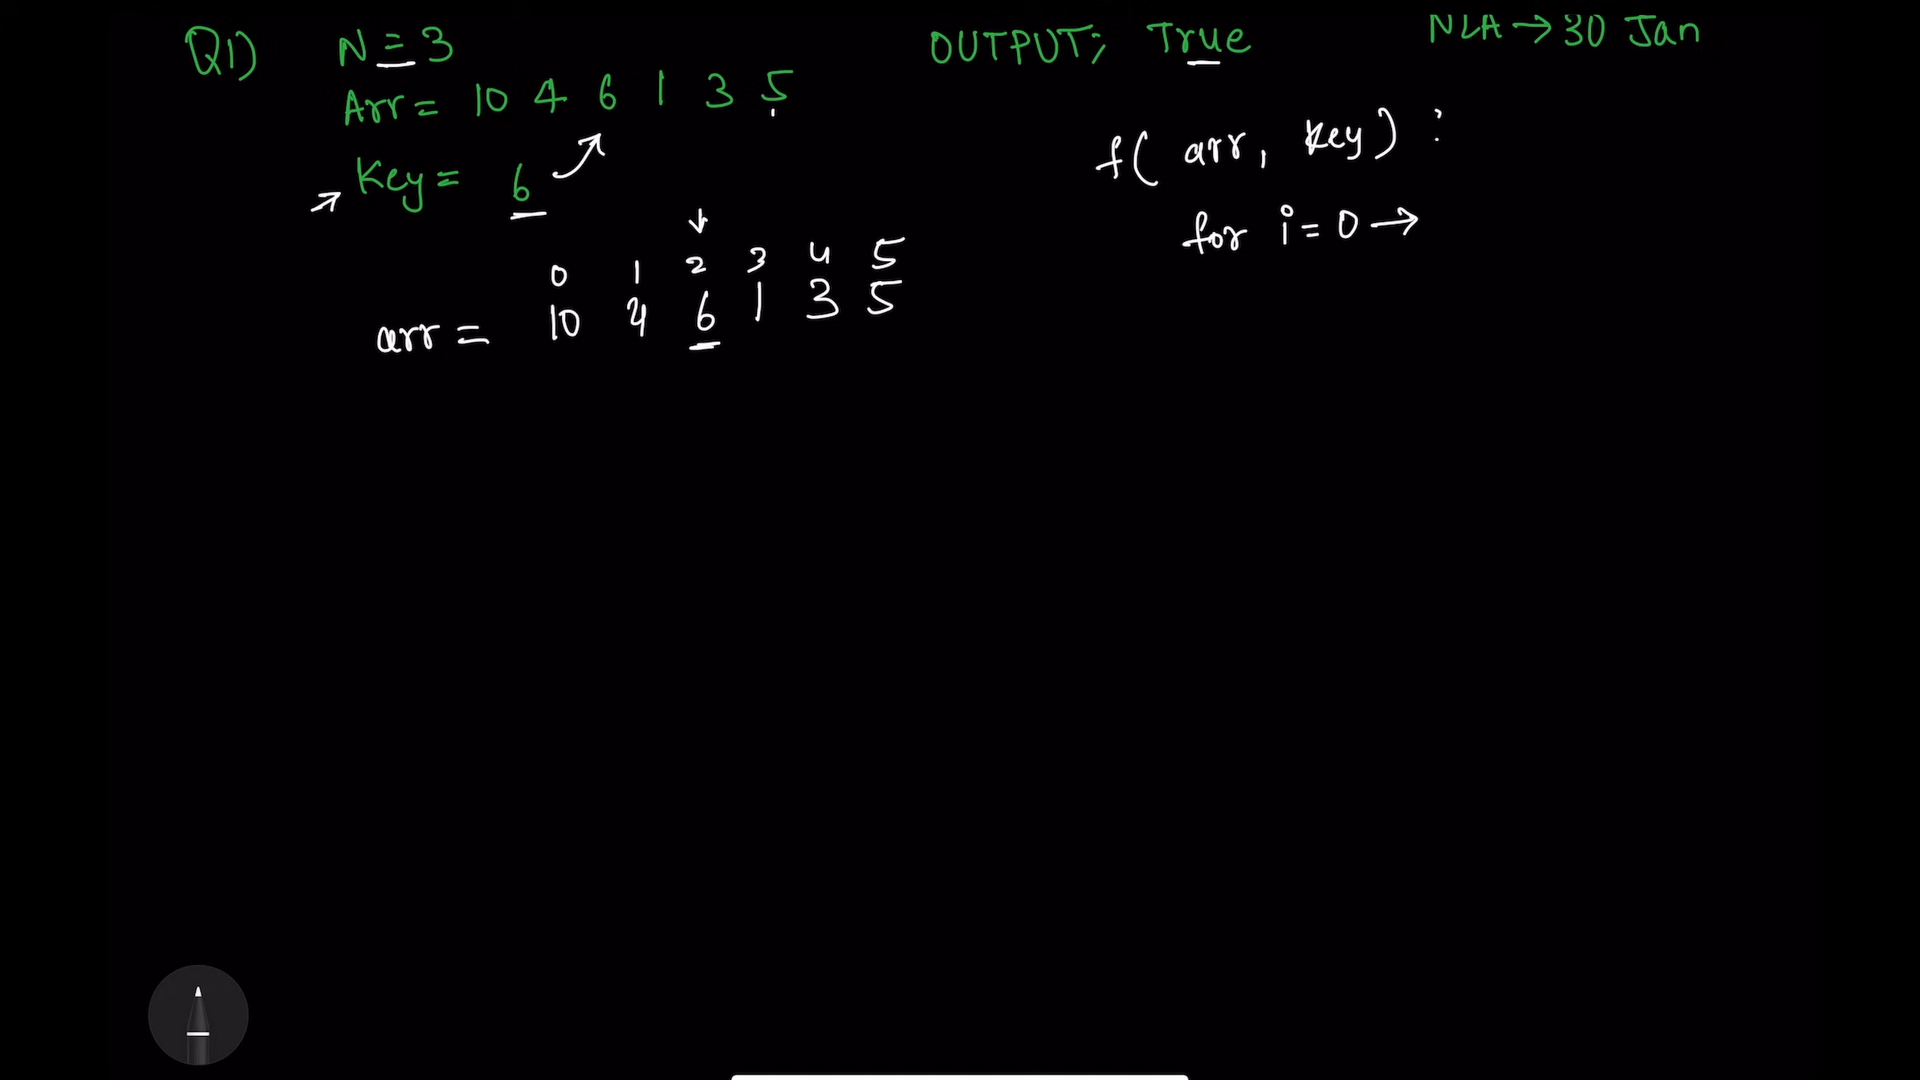 Q1) N = 3
Arr = 10 4 6 1 3 5
Key = 6
0 1 2 3 4 5
arr = 10 4 6 1 3 5
OUTPUT; True
NLA → 30 Jan
f( arr, key) :
for i = 0 →